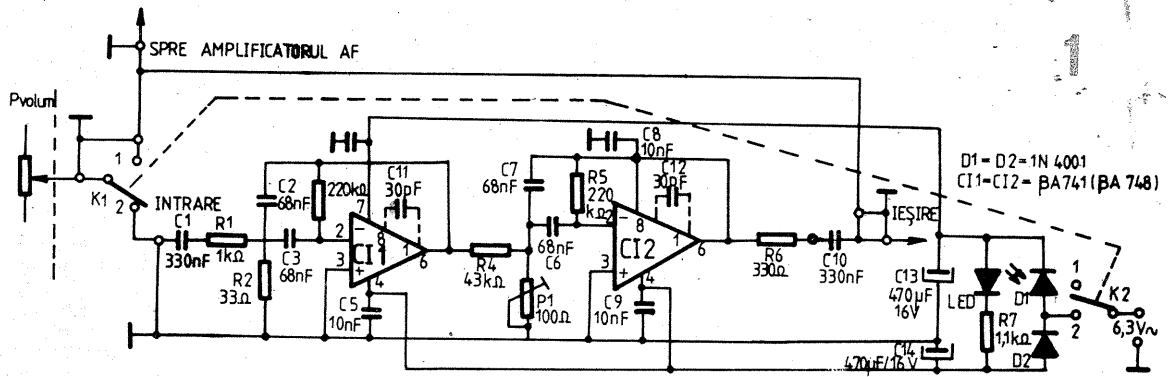 1
SPRE AMPLIFICATORUL AF
Pvolum
1
K1
2
INTRARE
C1
330nF
R1
1kΩ
R2
33Ω
C2
68nF
C3
68nF
220kΩ
C11
30pF
7
2
8
1
3
4
6
CI1
C5
10nF
R4
43kΩ
P1
100Ω
C7
68nF
C6
68nF
R5
220
kΩ
C8
10nF
C12
30pF
2
8
1
3
4
6
CI2
C9
10nF
R6
330Ω
C10
330nF
IEŞIRE
D1=D2=1N 4001
CI1=CI2= βA741(βA 748)
C13
470µF
16V
C14
470µF/16V
LED
R7
1,1kΩ
D1
D2
1
K2
2
6,3V~